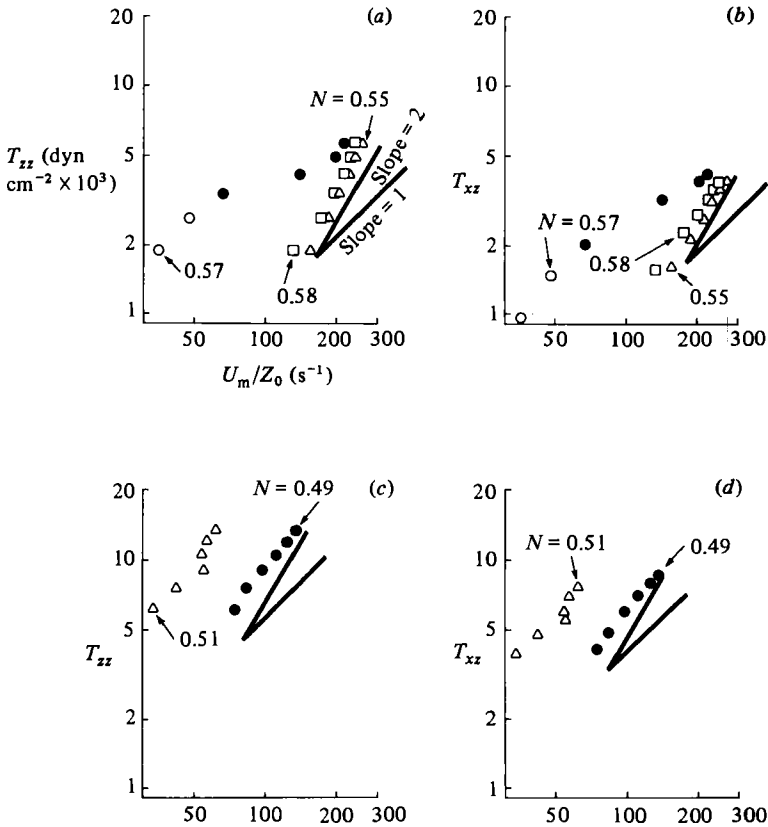 (a)
20
10
5
2
1
T_zz (dyn
cm⁻² × 10³)
N = 0.55
Slope = 2
Slope = 1
0.57
0.58
50 100 200 300
U_m/Z_0 (s⁻¹)
(b)
20
10
5
2
1
T_xz
N = 0.57
0.58
0.55
50 100 200 300
(c)
20
10
5
2
1
T_zz
N = 0.49
0.51
50 100 200 300
(d)
20
10
5
2
1
T_xz
N = 0.51
0.49
50 100 200 300